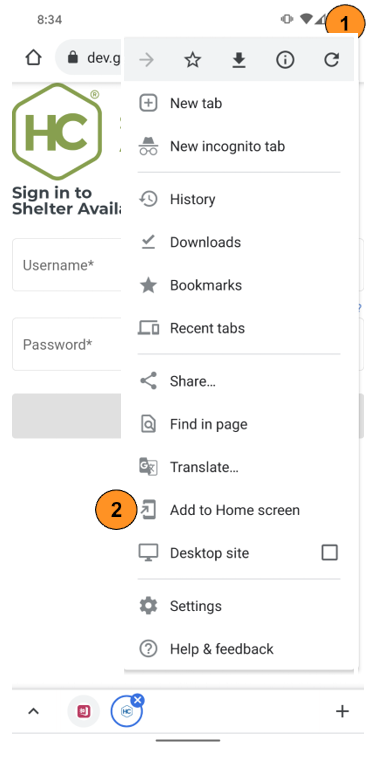 8:34
1
dev.g
New tab
New incognito tab
HC
®
Sign in to
Shelter Availa
History
Downloads
Username*
Bookmarks
?
Recent tabs
Password*
Share...
Find in page
Translate...
2
Add to Home screen
Desktop site
Settings
Help & feedback
HC